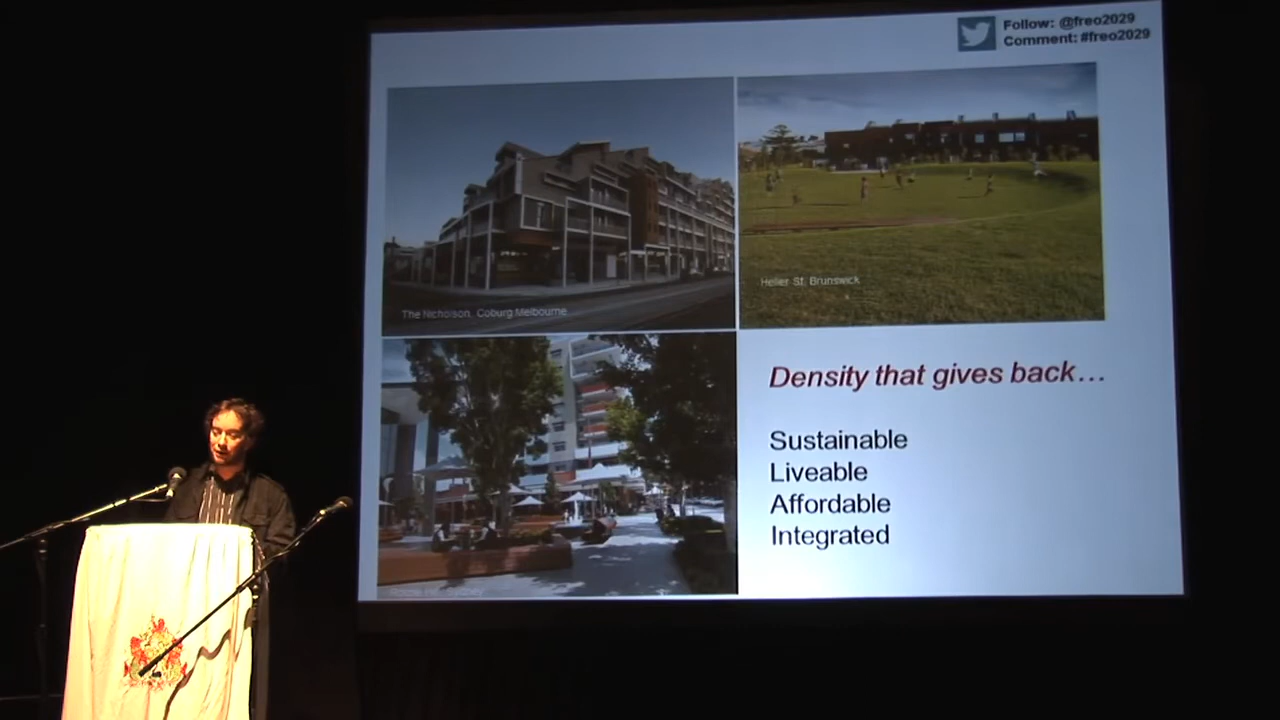 Follow: @freo2029
Comment: #freo2029
The Nicholson, Coburg Melbourne
Heller St, Brunswick
Density that gives back…
Sustainable
Liveable
Affordable
Integrated